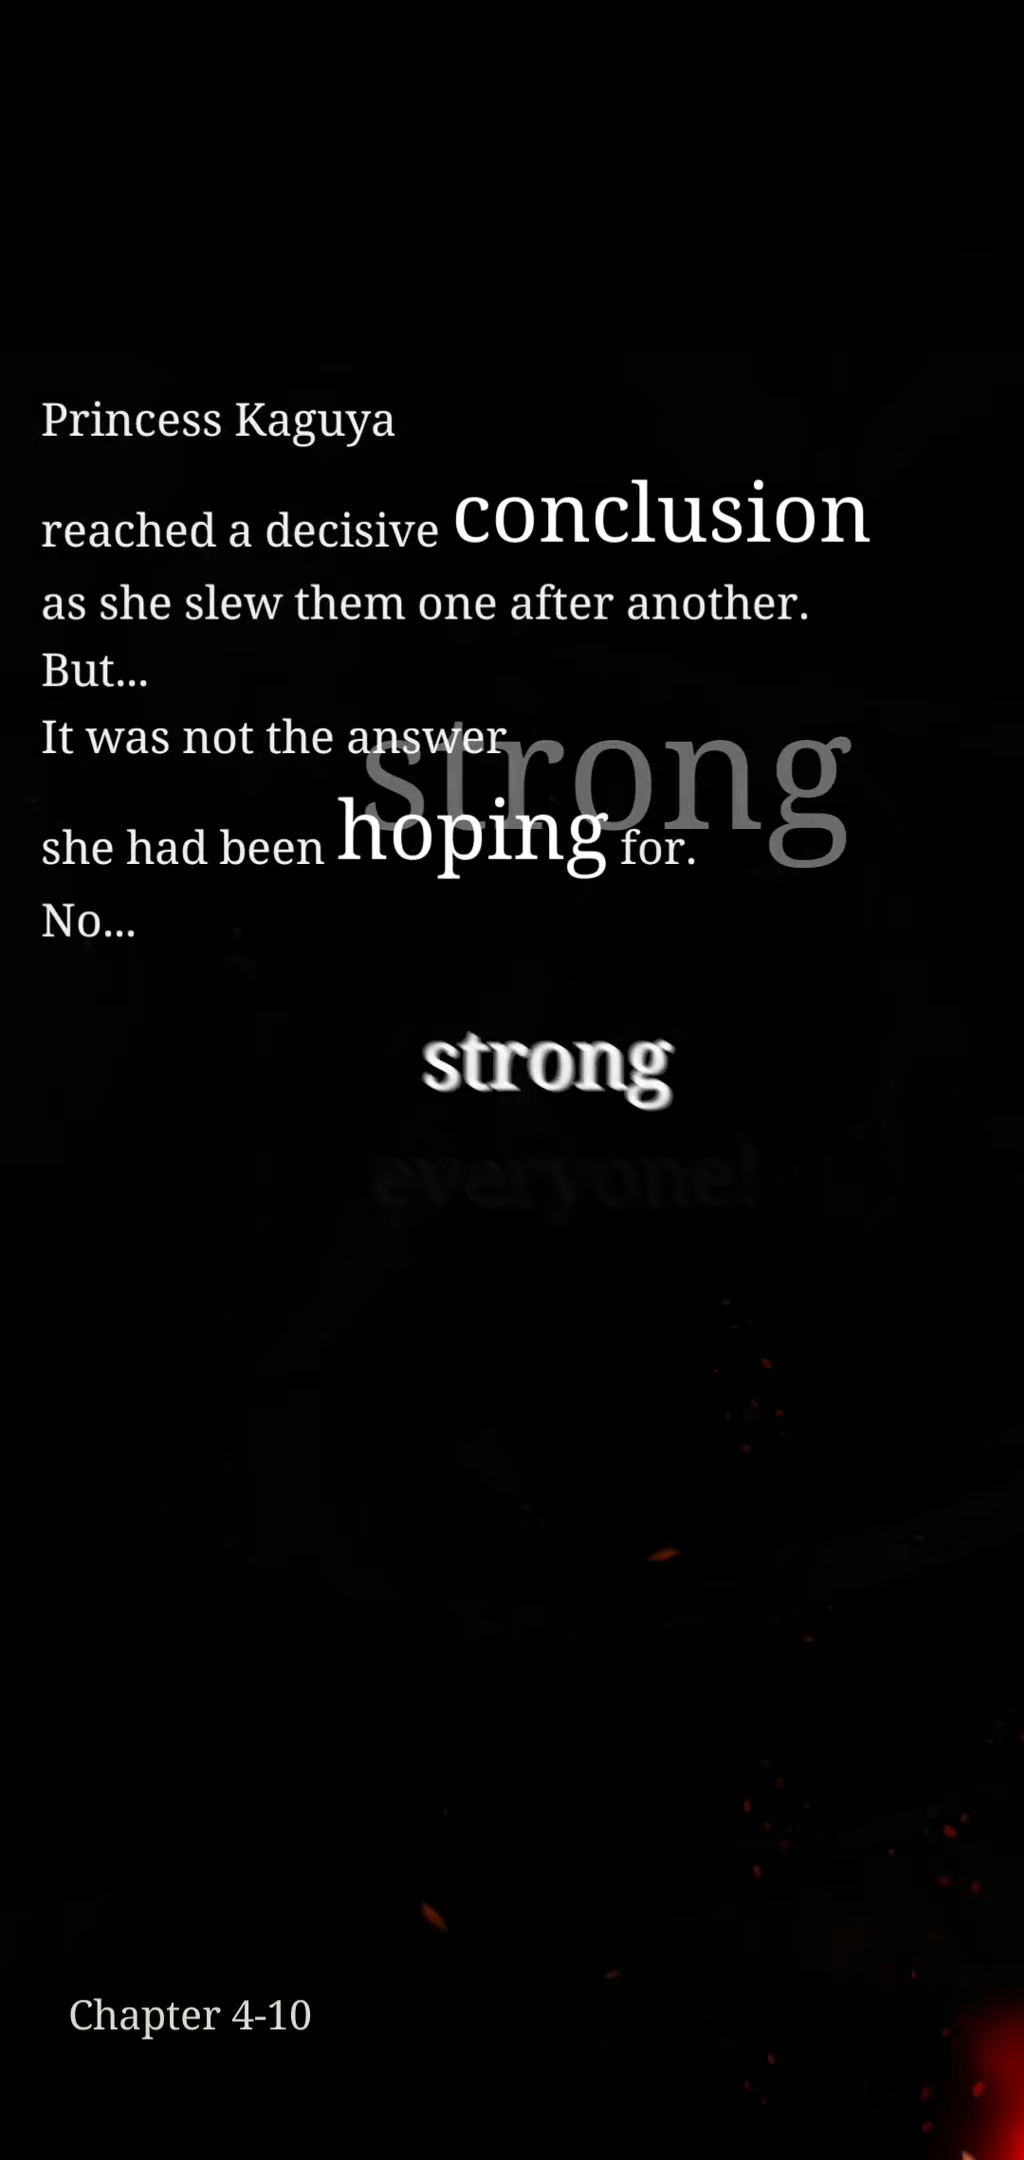 Princess Kaguya
reached a decisive conclusion
as she slew them one after another.
But...
It was not the answer
strong
she had been hoping for.
No...
strong
everyone!
Chapter 4-10